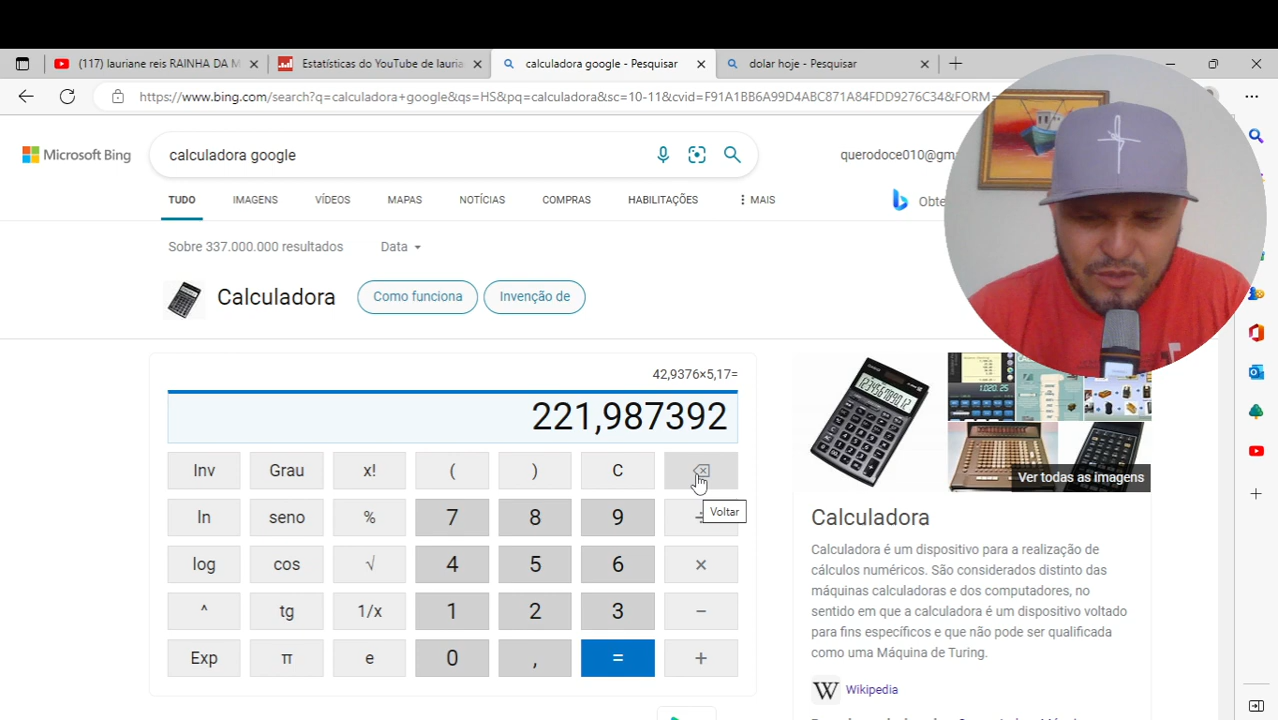 (117) lauriane reis RAINHA DA M
Estatísticas do YouTube de lauria
calculadora google - Pesquisar
dolar hoje - Pesquisar
https://www.bing.com/search?q=calculadora+google&qs=HS&pq=calculadora&sc=10-11&cvid=F91A1BB6A99D4ABC871A84FDD9276C34&FORM=
Microsoft Bing
calculadora google
querodoce010@gm
TUDO IMAGENS VÍDEOS MAPAS NOTÍCIAS COMPRAS HABILITAÇÕES MAIS
Obte
Sobre 337.000.000 resultados Data
Calculadora
Como funciona
Invenção de
42,9376×5,17=
221,987392
Inv Grau x! ( ) C
Voltar
ln seno % 7 8 9 ÷
log cos √ 4 5 6 ×
^ tg 1/x 1 2 3 −
Exp π e 0 , = +
1.020.25
Ver todas as imagens
Calculadora
Calculadora é um dispositivo para a realização de
cálculos numéricos. São considerados distinto das
máquinas calculadoras e dos computadores, no
sentido em que a calculadora é um dispositivo voltado
para fins específicos e que não pode ser qualificada
como uma Máquina de Turing.
W Wikipedia